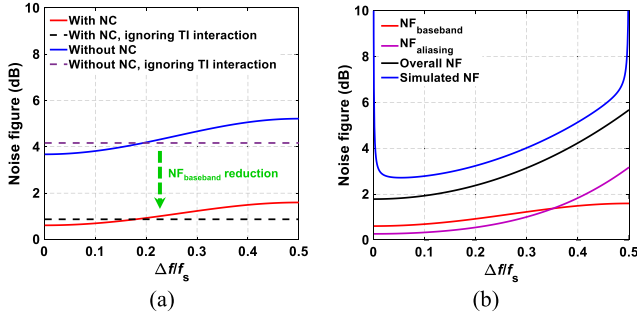 With NC
With NC, ignoring TI interaction
Without NC
Without NC, ignoring TI interaction
NFbaseband reduction
Noise figure (dB)
10
8
6
4
2
0
0 0.1 0.2 0.3 0.4 0.5
Δf/fs
(a)
NFbaseband
NFaliasing
Overall NF
Simulated NF
Noise figure (dB)
10
8
6
4
2
0
0 0.1 0.2 0.3 0.4 0.5
Δf/fs
(b)